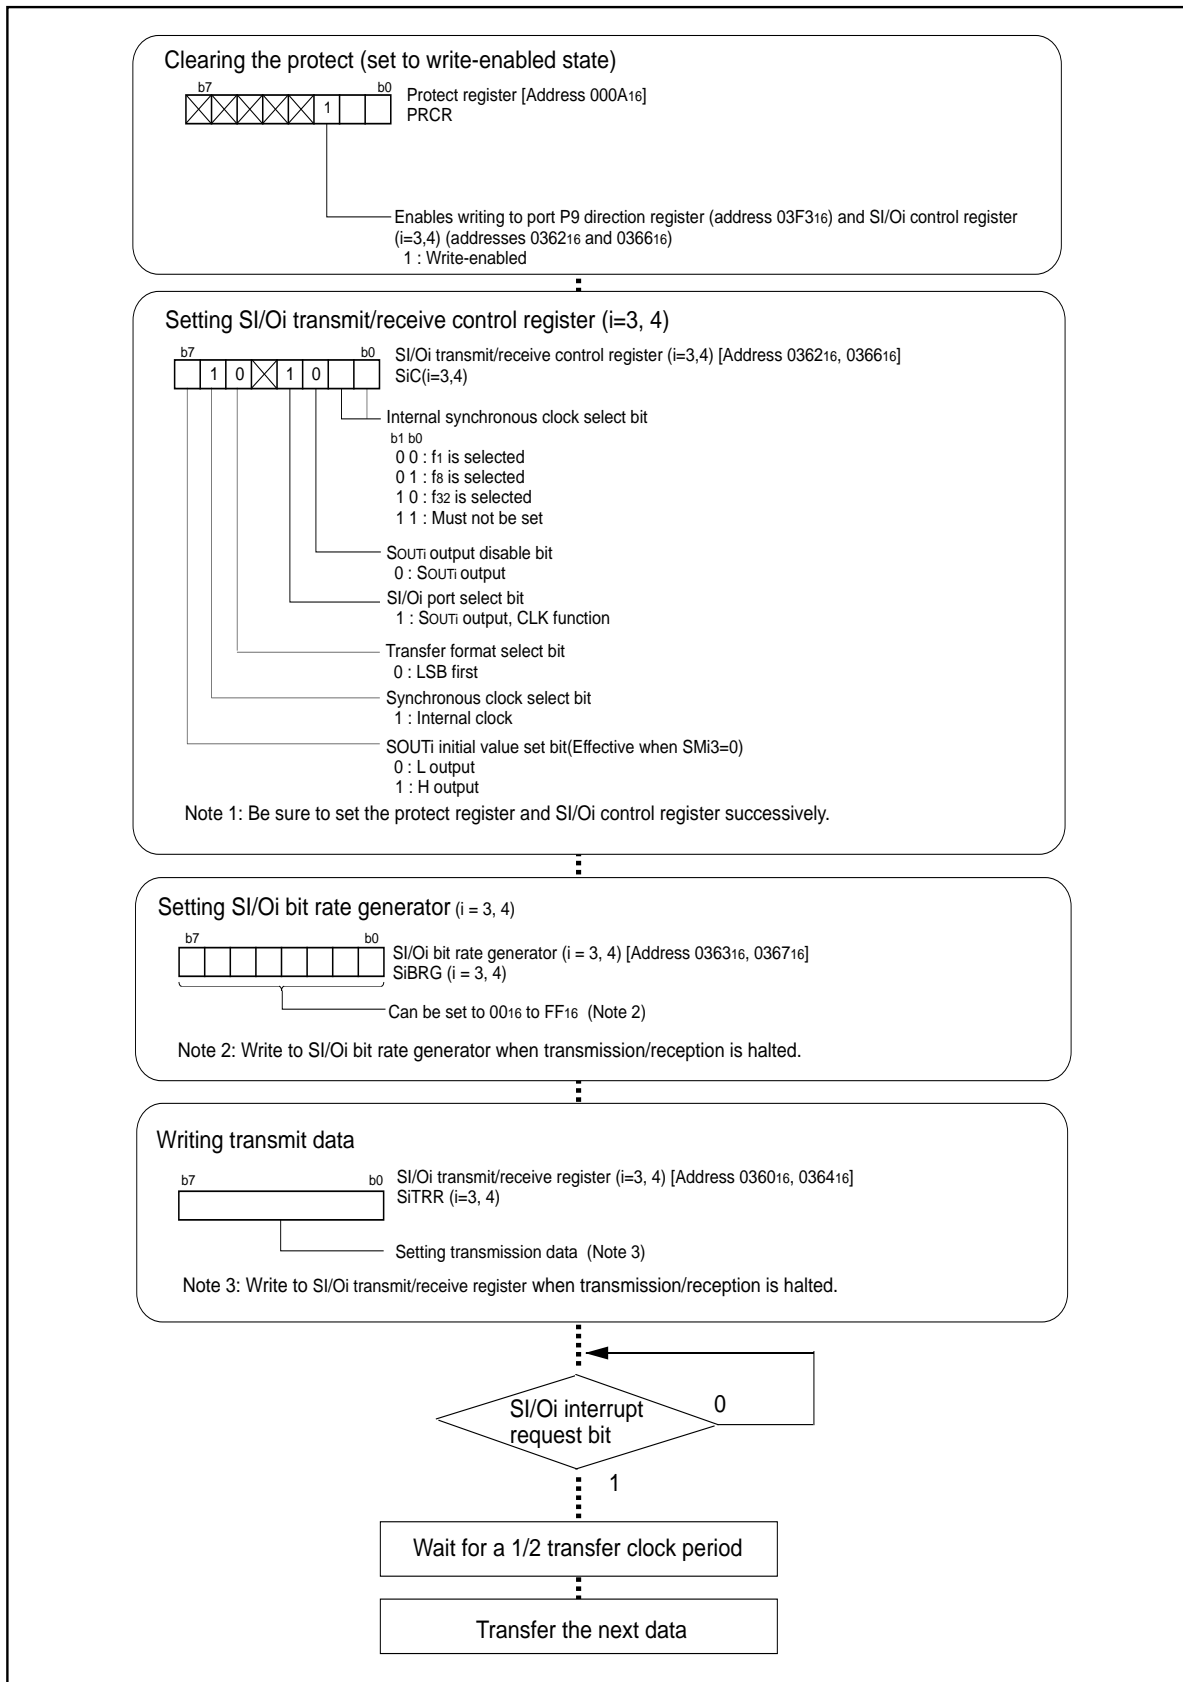 Clearing the protect (set to write-enabled state)
b7 b0
1
Protect register [Address 000A16]
PRCR
Enables writing to port P9 direction register (address 03F316) and SI/Oi control register
(i=3,4) (addresses 036216 and 036616)
1 : Write-enabled
Setting SI/Oi transmit/receive control register (i=3, 4)
b7 b0
1 0 1 0
SI/Oi transmit/receive control register (i=3,4) [Address 036216, 036616]
SiC(i=3,4)
Internal synchronous clock select bit
b1 b0
0 0 : f1 is selected
0 1 : f8 is selected
1 0 : f32 is selected
1 1 : Must not be set
SOUTi output disable bit
0 : SOUTi output
SI/Oi port select bit
1 : SOUTi output, CLK function
Transfer format select bit
0 : LSB first
Synchronous clock select bit
1 : Internal clock
SOUTi initial value set bit(Effective when SMi3=0)
0 : L output
1 : H output
Note 1: Be sure to set the protect register and SI/Oi control register successively.
Setting SI/Oi bit rate generator (i = 3, 4)
b7 b0
SI/Oi bit rate generator (i = 3, 4) [Address 036316, 036716]
SiBRG (i = 3, 4)
Can be set to 0016 to FF16 (Note 2)
Note 2: Write to SI/Oi bit rate generator when transmission/reception is halted.
Writing transmit data
b7 b0
SI/Oi transmit/receive register (i=3, 4) [Address 036016, 036416]
SiTRR (i=3, 4)
Setting transmission data (Note 3)
Note 3: Write to SI/Oi transmit/receive register when transmission/reception is halted.
SI/Oi interrupt
request bit
0
1
Wait for a 1/2 transfer clock period
Transfer the next data